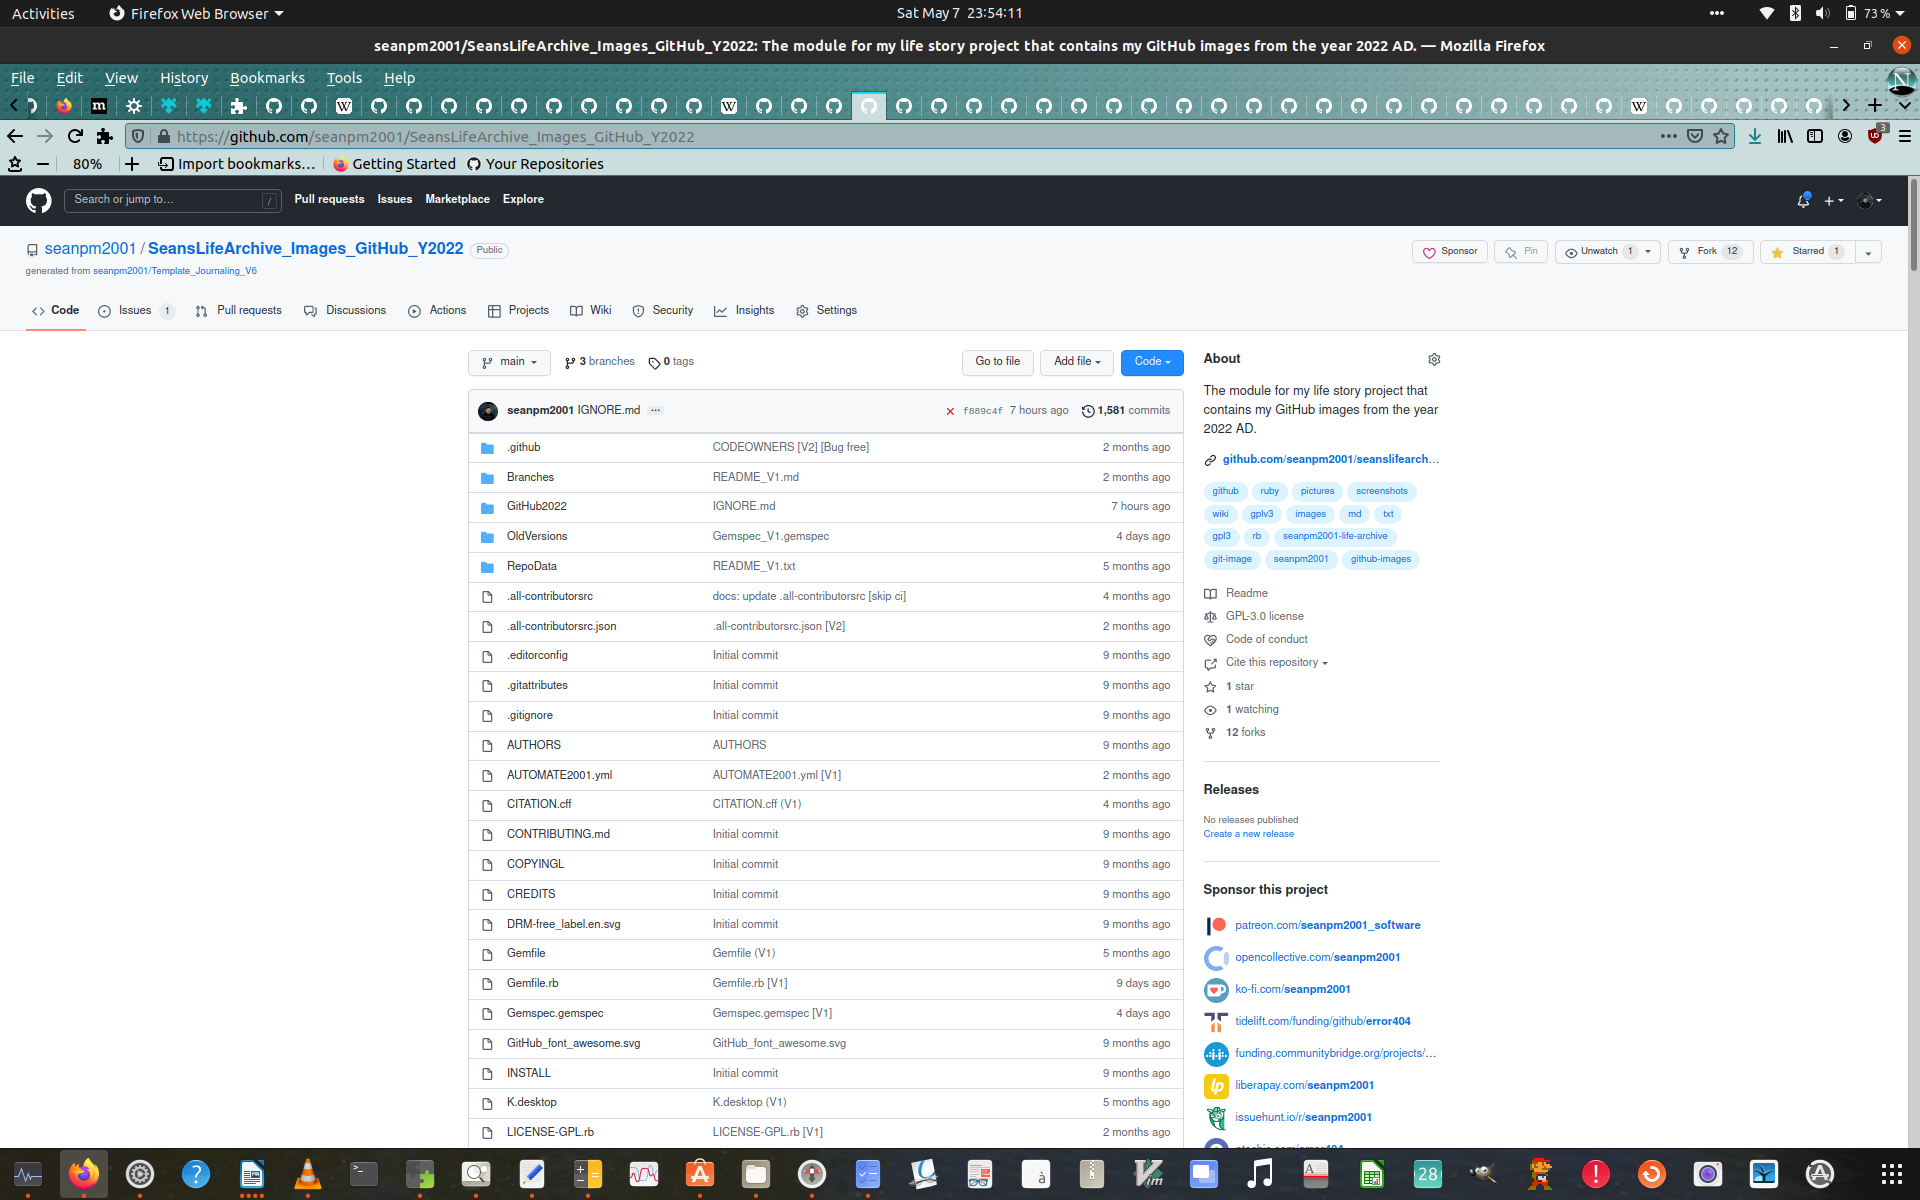 Activities
Firefox Web Browser
Sat May 7 23:54:11
73 %
seanpm2001/SeansLifeArchive_Images_GitHub_Y2022: The module for my life story project that contains my GitHub images from the year 2022 AD. — Mozilla Firefox
File Edit View History Bookmarks Tools Help
https://github.com/seanpm2001/SeansLifeArchive_Images_GitHub_Y2022
3
80%
Import bookmarks…
Getting Started
Your Repositories
Search or jump to…
/
Pull requests Issues Marketplace Explore
seanpm2001 / SeansLifeArchive_Images_GitHub_Y2022 Public
generated from seanpm2001/Template_Journaling_V6
Sponsor
Pin
Unwatch 1
Fork 12
Starred 1
Code
Issues 1
Pull requests
Discussions
Actions
Projects
Wiki
Security
Insights
Settings
main
3 branches
0 tags
Go to file
Add file
Code
seanpm2001 IGNORE.md
f889c4f 7 hours ago 1,581 commits
.github CODEOWNERS [V2] [Bug free] 2 months ago
Branches README_V1.md 2 months ago
GitHub2022 IGNORE.md 7 hours ago
OldVersions Gemspec_V1.gemspec 4 days ago
RepoData README_V1.txt 5 months ago
.all-contributorsrc docs: update .all-contributorsrc [skip ci] 4 months ago
.all-contributorsrc.json .all-contributorsrc.json [V2] 2 months ago
.editorconfig Initial commit 9 months ago
.gitattributes Initial commit 9 months ago
.gitignore Initial commit 9 months ago
AUTHORS AUTHORS 9 months ago
AUTOMATE2001.yml AUTOMATE2001.yml [V1] 2 months ago
CITATION.cff CITATION.cff (V1) 4 months ago
CONTRIBUTING.md Initial commit 9 months ago
COPYINGL Initial commit 9 months ago
CREDITS Initial commit 9 months ago
DRM-free_label.en.svg Initial commit 9 months ago
Gemfile Gemfile (V1) 5 months ago
Gemfile.rb Gemfile.rb [V1] 9 days ago
Gemspec.gemspec Gemspec.gemspec [V1] 4 days ago
GitHub_font_awesome.svg GitHub_font_awesome.svg 9 months ago
INSTALL Initial commit 9 months ago
K.desktop K.desktop (V1) 5 months ago
LICENSE-GPL.rb LICENSE-GPL.rb [V1] 2 months ago
About
The module for my life story project that
contains my GitHub images from the year
2022 AD.
github.com/seanpm2001/seanslifearch…
github ruby pictures screenshots
wiki gplv3 images md txt
gpl3 rb seanpm2001-life-archive
git-image seanpm2001 github-images
Readme
GPL-3.0 license
Code of conduct
Cite this repository
1 star
1 watching
12 forks
Releases
No releases published
Create a new release
Sponsor this project
patreon.com/seanpm2001_software
opencollective.com/seanpm2001
ko-fi.com/seanpm2001
tidelift.com/funding/github/error404
funding.communitybridge.org/projects/…
liberapay.com/seanpm2001
issuehunt.io/r/seanpm2001